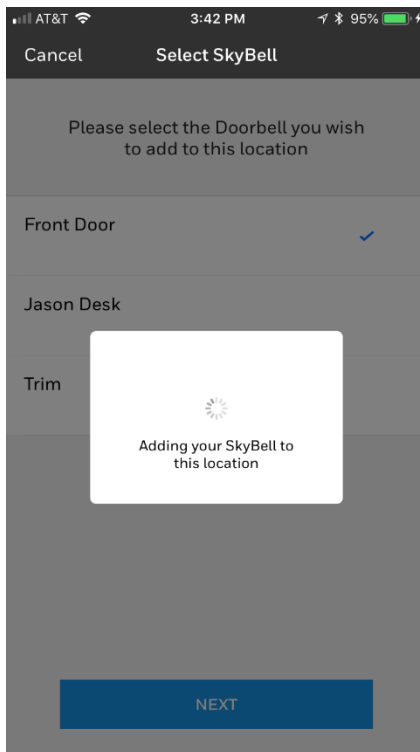 AT&T 3:42 PM 95%
Cancel Select SkyBell
Please select the Doorbell you wish
to add to this location
Front Door
Jason Desk
Trim
Adding your SkyBell to
this location
NEXT